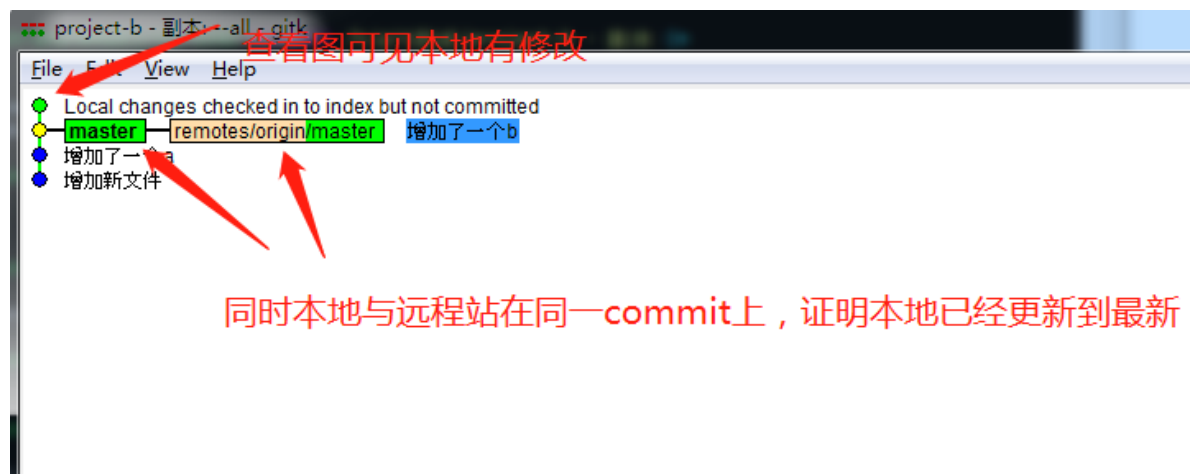 project-b - 副本: --all - gitk
查看图可见本地有修改
File Edit View Help
Local changes checked in to index but not committed
master remotes/origin/master 增加了一个b
增加了一个a
增加新文件
同时本地与远程站在同一commit上，证明本地已经更新到最新